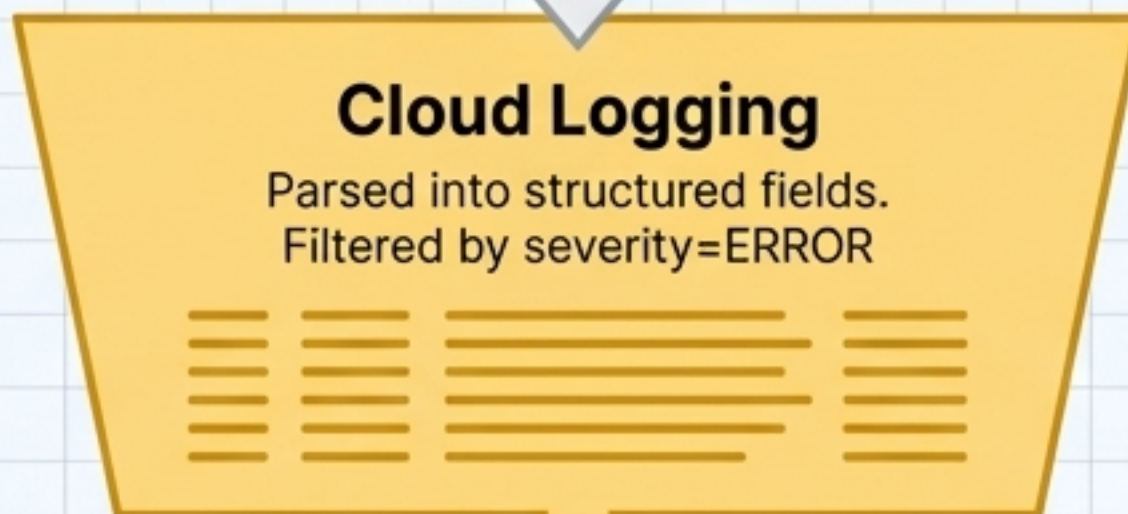 Cloud Logging
Parsed into structured fields.
Filtered by severity=ERROR